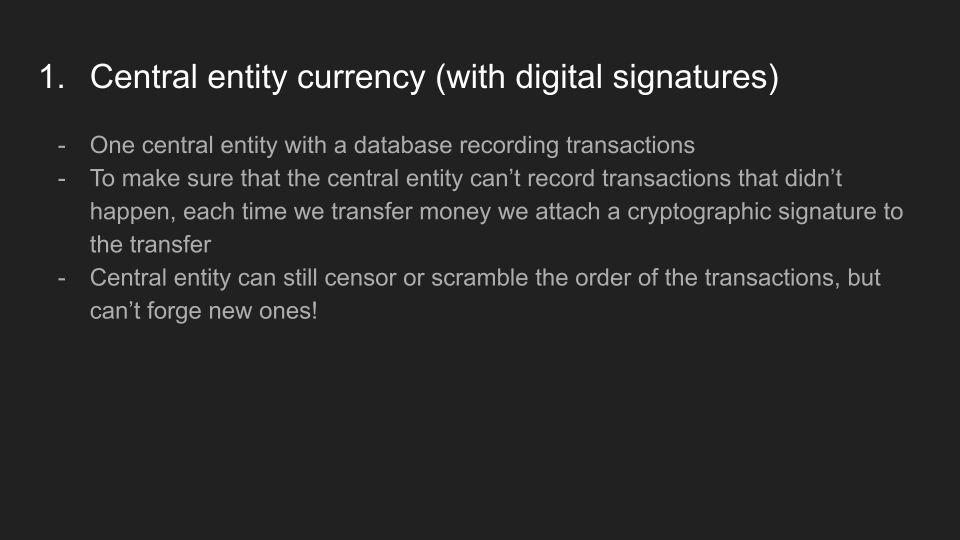 1. Central entity currency (with digital signatures)
- One central entity with a database recording transactions
- To make sure that the central entity can’t record transactions that didn’t
happen, each time we transfer money we attach a cryptographic signature to
the transfer
- Central entity can still censor or scramble the order of the transactions, but
can’t forge new ones!